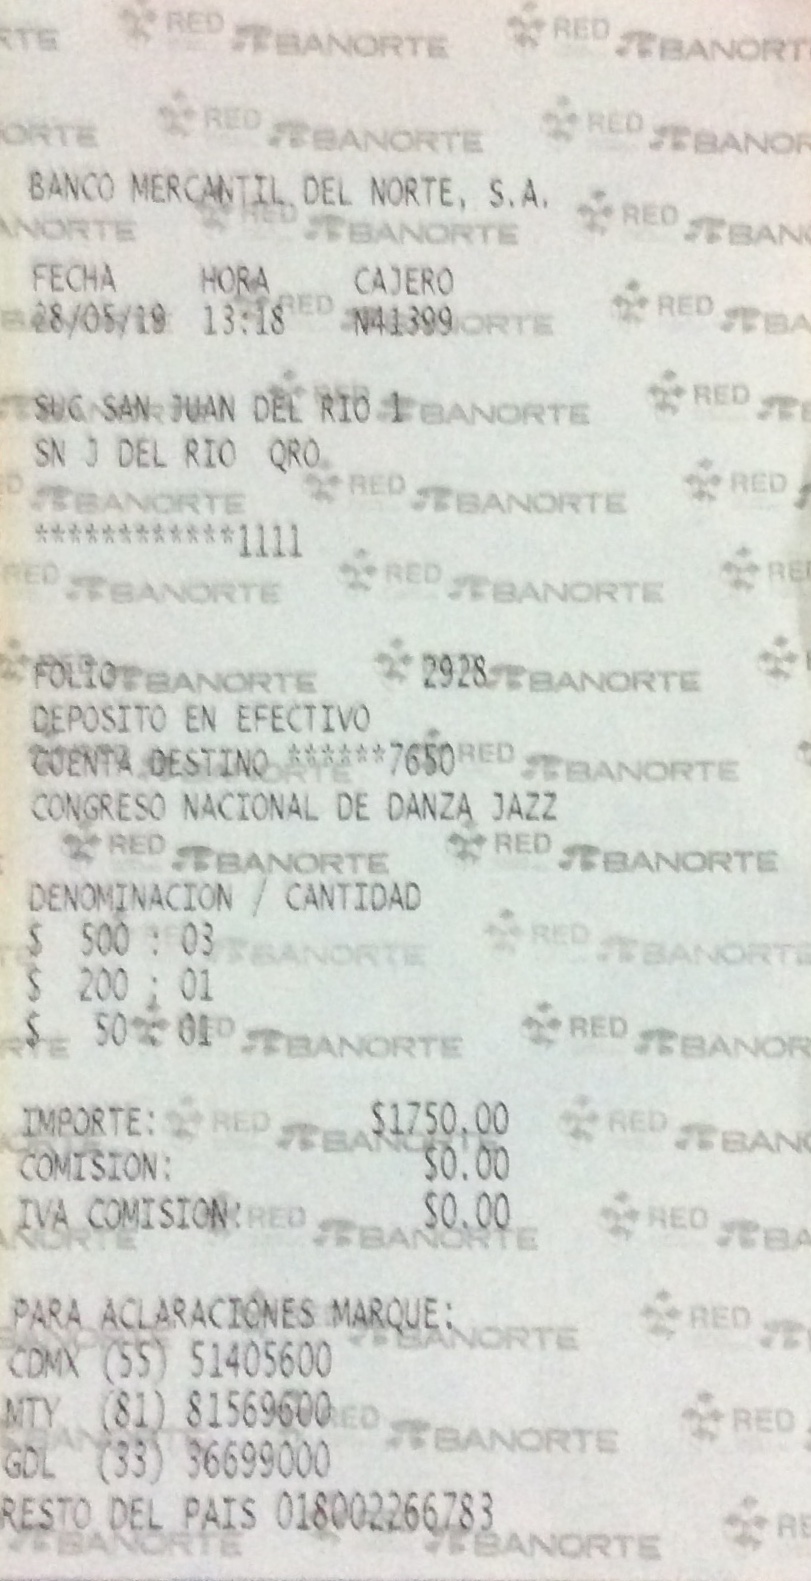 BANCO MERCANTIL DEL NORTE, S.A.
FECHA HORA CAJERO
28/05/19 13:18 N41399
SUC SAN JUAN DEL RIO 1
SN J DEL RIO QRO.
************1111
FOLIO 2928
DEPOSITO EN EFECTIVO
CUENTA DESTINO ******7650
CONGRESO NACIONAL DE DANZA JAZZ
DENOMINACION / CANTIDAD
$ 500 : 03
$ 200 : 01
$ 50 : 01
IMPORTE: $1750.00
COMISION: $0.00
IVA COMISION: $0.00
PARA ACLARACIONES MARQUE:
CDMX (55) 51405600
MTY (81) 81569600
GDL (33) 36699000
RESTO DEL PAIS 018002266783
RED BANORTE